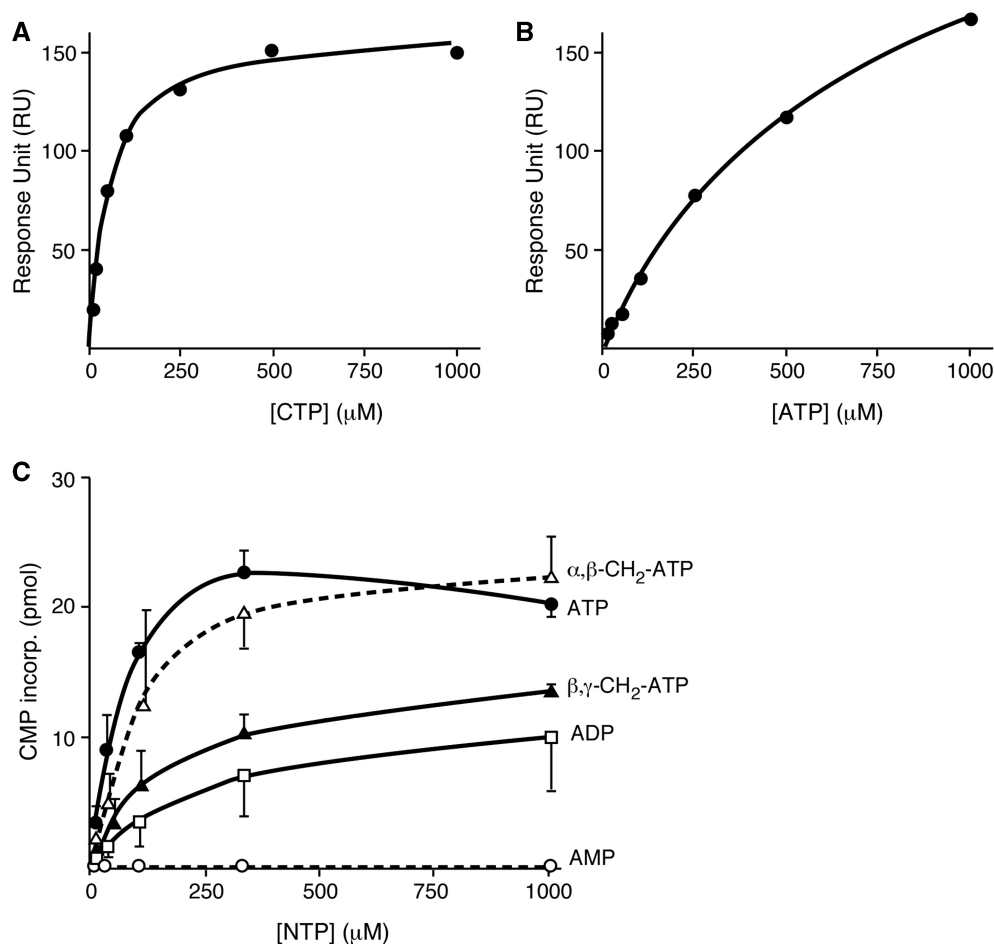 A
Response Unit (RU)
150
100
50
0 250 500 750 1000
[CTP] (μM)
B
Response Unit (RU)
150
100
50
0 250 500 750 1000
[ATP] (μM)
C
CMP incorp. (pmol)
30
20
10
0 250 500 750 1000
[NTP] (μM)
α,β-CH₂-ATP
ATP
β,γ-CH₂-ATP
ADP
AMP